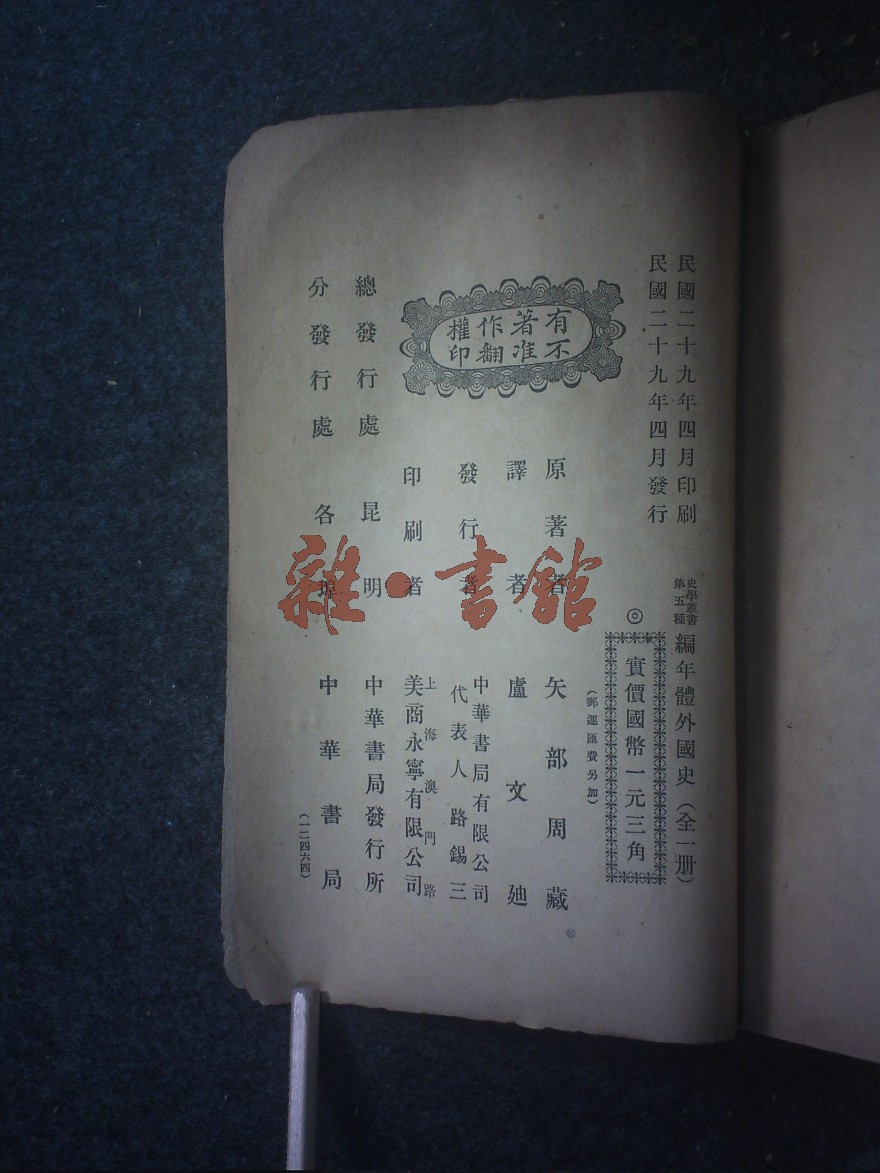 民國二十九年四月印刷
民國二十九年四月發行
史學叢書
第五種
編年體外國史（全一册）
◎
實價國幣一元三角
（郵運匯費另加）
有著作權
不准翻印
原著者 矢部周藏
譯者 盧文迪
發行者 中華書局有限公司
代表人路錫三
印刷者 上海澳門路
美商永寧有限公司
總發行處 昆明 中華書局發行所
分發行處 各埠 中華書局
（一二四六四）
雜·書館